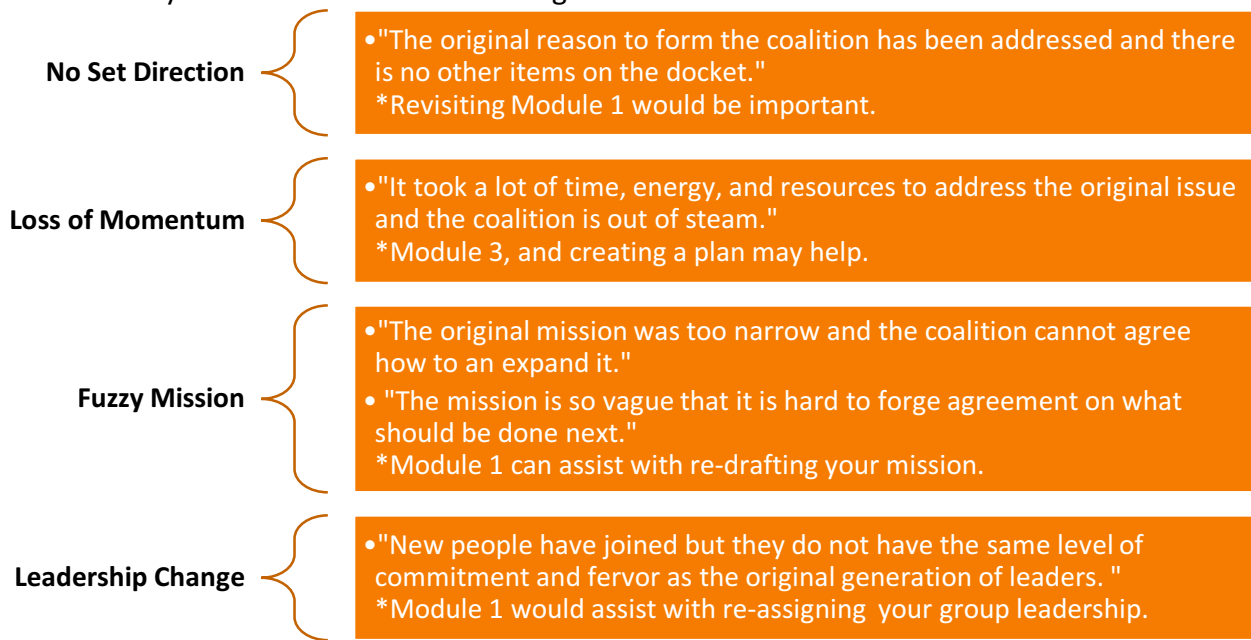 No Set Direction
•"The original reason to form the coalition has been addressed and there
is no other items on the docket."
*Revisiting Module 1 would be important.
Loss of Momentum
•"It took a lot of time, energy, and resources to address the original issue
and the coalition is out of steam."
*Module 3, and creating a plan may help.
Fuzzy Mission
•"The original mission was too narrow and the coalition cannot agree
how to an expand it."
• "The mission is so vague that it is hard to forge agreement on what
should be done next."
*Module 1 can assist with re-drafting your mission.
Leadership Change
•"New people have joined but they do not have the same level of
commitment and fervor as the original generation of leaders. "
*Module 1 would assist with re-assigning  your group leadership.